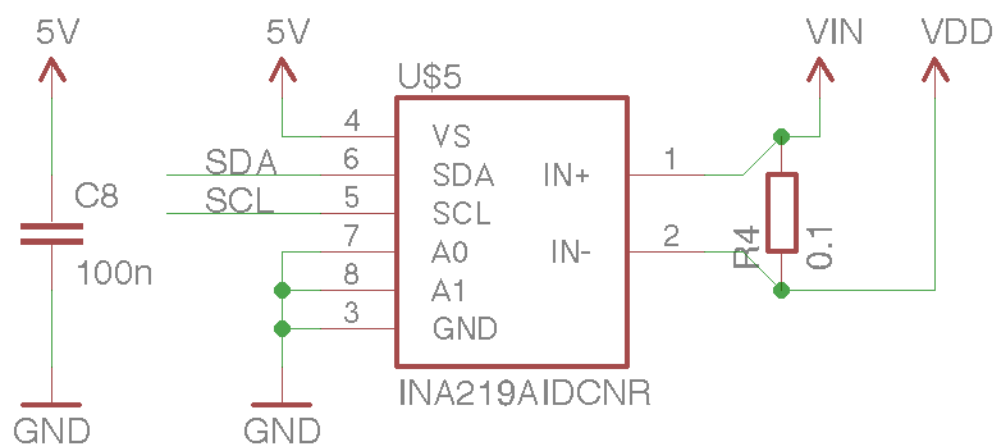 5V
5V
VIN
VDD
U$5
4
VS
SDA
6
SDA
IN+
1
C8
SCL
5
SCL
7
A0
IN-
2
R4
0.1
100n
8
A1
3
GND
INA219AIDCNR
GND
GND